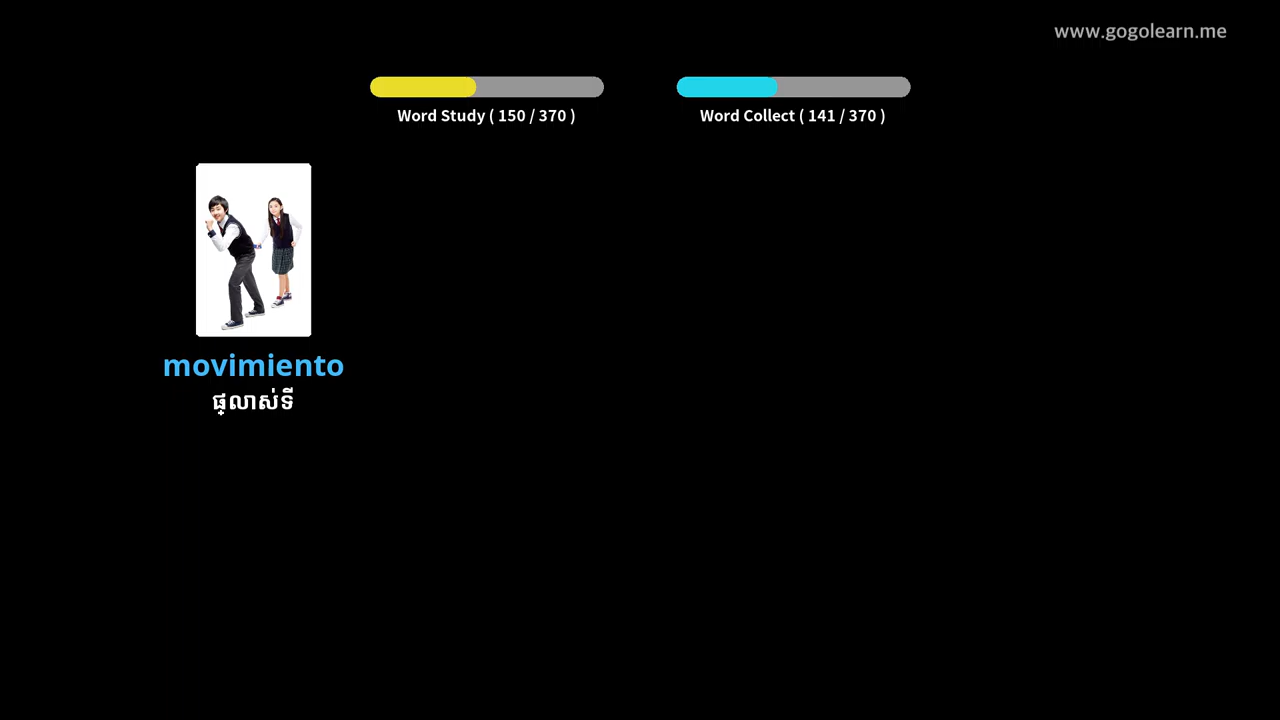 www.gogolearn.me
Word Study ( 150 / 370 )
Word Collect ( 141 / 370 )
movimiento
ផ្លាស់ទី